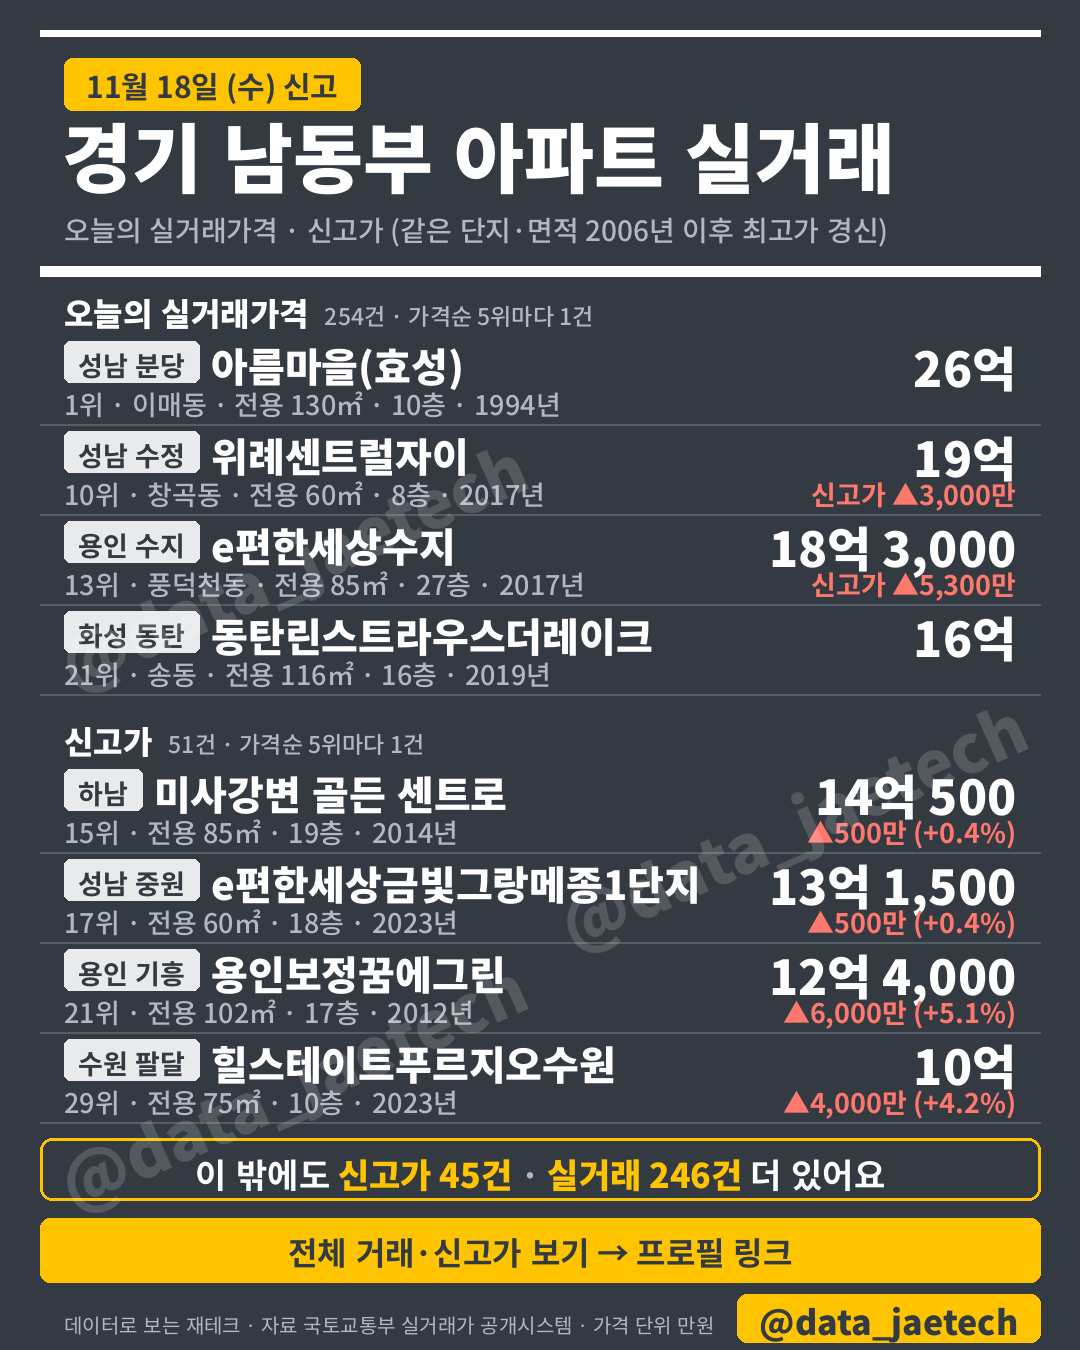 11월 18일 (수) 신고
경기 남동부 아파트 실거래
오늘의 실거래가격 · 신고가 (같은 단지·면적 2006년 이후 최고가 경신)
오늘의 실거래가격 254건 · 가격순 5위마다 1건
성남 분당 아름마을(효성) 26억
1위 · 이매동 · 전용 130㎡ · 10층 · 1994년
성남 수정 위례센트럴자이 19억
10위 · 창곡동 · 전용 60㎡ · 8층 · 2017년 신고가 ▲3,000만
용인 수지 e편한세상수지 18억 3,000
13위 · 풍덕천동 · 전용 85㎡ · 27층 · 2017년 신고가 ▲5,300만
화성 동탄 동탄린스트라우스더레이크 16억
21위 · 송동 · 전용 116㎡ · 16층 · 2019년
신고가 51건 · 가격순 5위마다 1건
하남 미사강변 골든 센트로 14억 500
15위 · 전용 85㎡ · 19층 · 2014년 ▲500만 (+0.4%)
성남 중원 e편한세상금빛그랑메종1단지 13억 1,500
17위 · 전용 60㎡ · 18층 · 2023년 ▲500만 (+0.4%)
용인 기흥 용인보정꿈에그린 12억 4,000
21위 · 전용 102㎡ · 17층 · 2012년 ▲6,000만 (+5.1%)
수원 팔달 힐스테이트푸르지오수원 10억
29위 · 전용 75㎡ · 10층 · 2023년 ▲4,000만 (+4.2%)
이 밖에도 신고가 45건 · 실거래 246건 더 있어요
전체 거래·신고가 보기 → 프로필 링크
데이터로 보는 재테크 · 자료 국토교통부 실거래가 공개시스템 · 가격 단위 만원 @data_jaetech
@data_jaetech
@data_jaetech
@data_jaetech